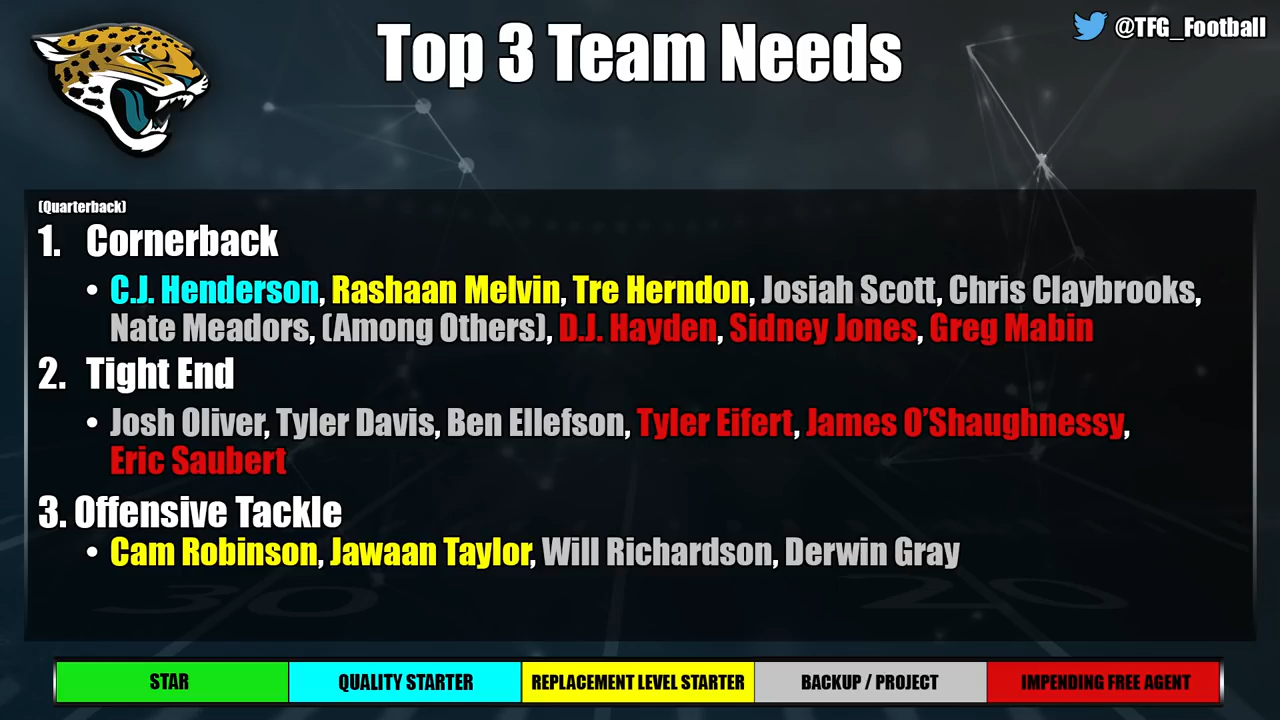 Top 3 Team Needs
@TFG_Football
(Quarterback)
1. Cornerback
• C.J. Henderson, Rashaan Melvin, Tre Herndon, Josiah Scott, Chris Claybrooks,
Nate Meadors, (Among Others), D.J. Hayden, Sidney Jones, Greg Mabin
2. Tight End
• Josh Oliver, Tyler Davis, Ben Ellefson, Tyler Eifert, James O'Shaughnessy,
Eric Saubert
3. Offensive Tackle
• Cam Robinson, Jawaan Taylor, Will Richardson, Derwin Gray
30
20
STAR
QUALITY STARTER
REPLACEMENT LEVEL STARTER
BACKUP / PROJECT
IMPENDING FREE AGENT